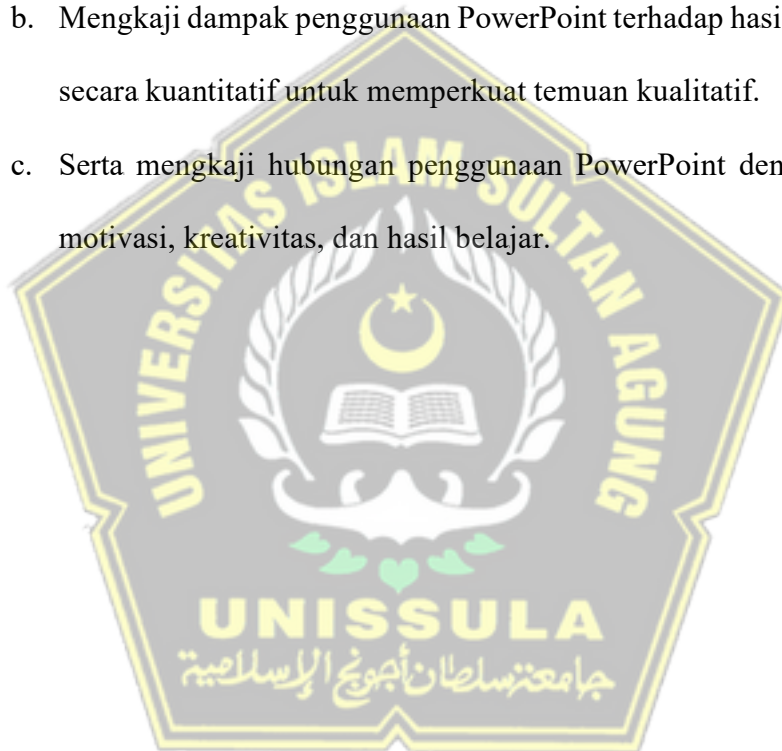 b. Mengkaji dampak penggunaan PowerPoint terhadap hasi
secara kuantitatif untuk memperkuat temuan kualitatif.
c. Serta mengkaji hubungan penggunaan PowerPoint den
motivasi, kreativitas, dan hasil belajar.
UNIVERSITAS ISLAM SULTAN AGUNG
UNISSULA
جامعة سلطان أجونج الإسلامية